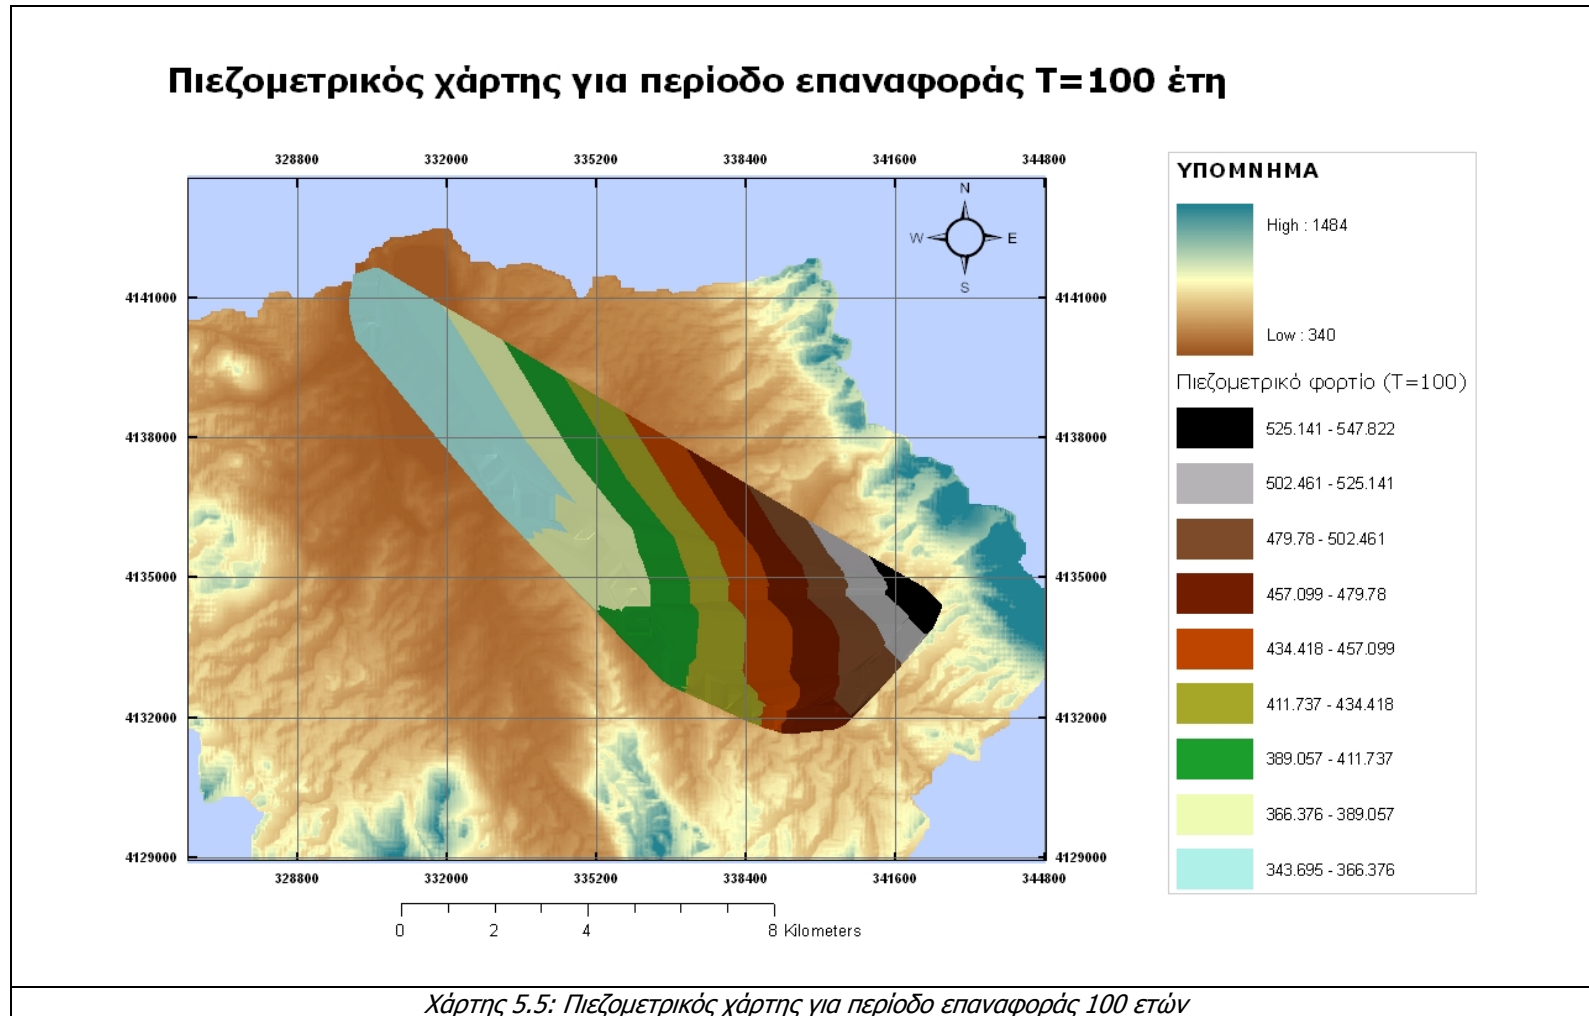 Πιεζομετρικός χάρτης για περίοδο επαναφοράς T=100 έτη
328800 332000 335200 338400 341600 344800
N
W E
S
4141000 4141000
4138000 4138000
4135000 4135000
4132000 4132000
4129000 4129000
328800 332000 335200 338400 341600 344800
0 2 4 8 Kilometers
ΥΠΟΜΝΗΜΑ
High : 1484
Low : 340
Πιεζομετρικό φορτίο (T=100)
525.141 - 547.822
502.461 - 525.141
479.78 - 502.461
457.099 - 479.78
434.418 - 457.099
411.737 - 434.418
389.057 - 411.737
366.376 - 389.057
343.695 - 366.376
Χάρτης 5.5: Πιεζομετρικός χάρτης για περίοδο επαναφοράς 100 ετών